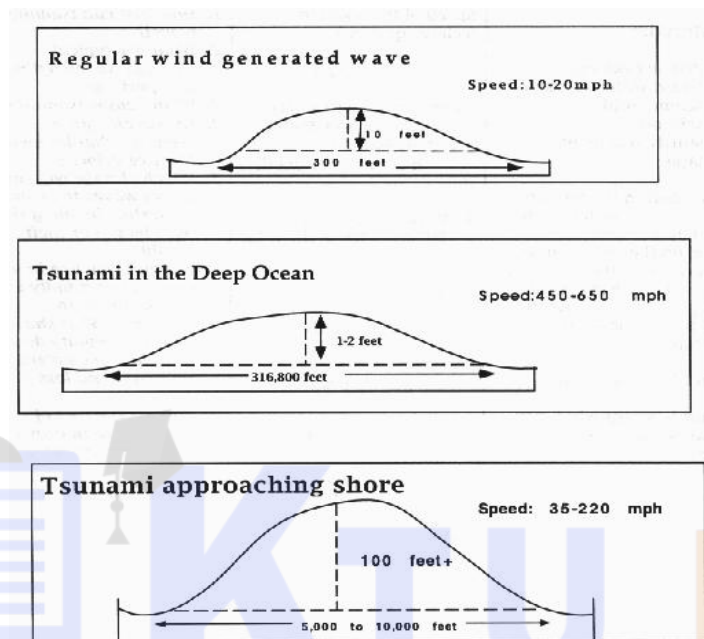 Regular wind generated wave
Speed:10-20mph
10 feet
300 feet
Tsunami in the Deep Ocean
Speed:450-650 mph
1-2 feet
316,800 feet
Tsunami approaching shore
Speed: 35-220 mph
100 feet+
5,000 to 10,000 feet
KTU